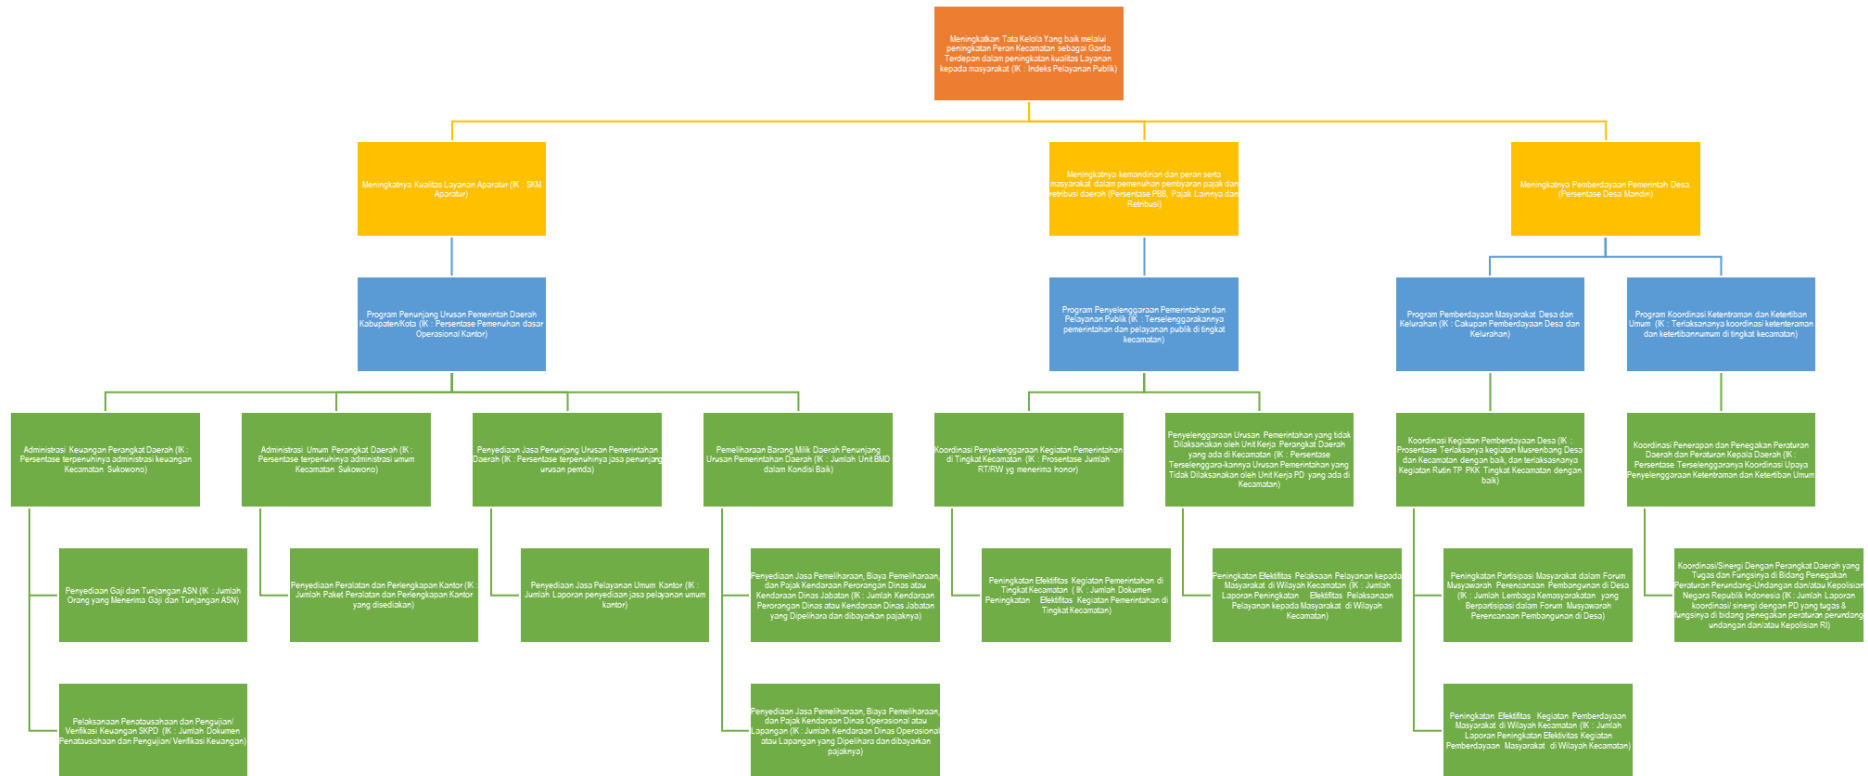 Meningkatkan Tata Kelola Yang baik melalui
peningkatan Peran Kecamatan sebagai Garda
Terdepan dalam peningkatan kualitas Layanan
kepada masyarakat (IK : Indeks Pelayanan Publik)
Meningkatnya Kualitas Layanan Aparatur (IK : SKM
Aparatur)
Meningkatnya kemandirian dan peran serta
masyarakat dalam pemenuhan pembyaran pajak dan
retribusi daerah (Persentase PBB, Pajak Lainnya dan
Retribusi)
Meningkatnya Pemberdayaan Pemerintah Desa
(Persentase Desa Mandiri)
Program Penunjang Urusan Pemerintah Daerah
Kabupaten/Kota (IK : Persentase Pemenuhan dasar
Operasional Kantor)
Program Penyelenggaraan Pemerintahan dan
Pelayanan Publik (IK : Terselenggarakannya
pemerintahan dan pelayanan publik di tingkat
kecamatan)
Program Pemberdayaan Masyarakat Desa dan
Kelurahan (IK : Cakupan Pemberdayaan Desa dan
Kelurahan)
Program Koordinasi Ketentraman dan Ketertiban
Umum (IK : Terlaksananya koordinasi ketenteraman
dan ketertibannumum di tingkat kecamatan)
Administrasi Keuangan Perangkat Daerah (IK :
Persentase terpenuhinya administrasi keuangan
Kecamatan Sukowono)
Administrasi Umum Perangkat Daerah (IK :
Persentase terpenuhinya administrasi umum
Kecamatan Sukowono)
Penyediaan Jasa Penunjang Urusan Pemerintahan
Daerah (IK : Persentase terpenuhinya jasa penunjang
urusan pemda)
Pemeliharaan Barang Milik Daerah Penunjang
Urusan Pemerintahan Daerah (IK : Jumlah Unit BMD
dalam Kondisi Baik)
Koordinasi Penyelenggaraan Kegiatan Pemerintahan
di Tingkat Kecamatan (IK : Prosentase Jumlah
RT/RW yg menerima honor)
Penyelenggaraan Urusan Pemerintahan yang tidak
Dilaksanakan oleh Unit Kerja Perangkat Daerah
yang ada di Kecamatan (IK : Persentase
Terselenggara-kannya Urusan Pemerintahan yang
Tidak Dilaksanakan oleh Unit Kerja PD yang ada di
Kecamatan)
Koordinasi Kegiatan Pemberdayaan Desa (IK :
Prosentase Terlaksanya kegiatan Musrenbang Desa
dan Kecamatan dengan baik, dan terlaksasnya
Kegiatan Rutin TP PKK Tingkat Kecamatan dengan
baik)
Koordinasi Penerapan dan Penegakan Peraturan
Daerah dan Peraturan Kepala Daerah (IK :
Persentase Terselengganya Koordinasi Upaya
Penyelenggaraan Ketentraman dan Ketertiban Umum
Penyediaan Gaji dan Tunjangan ASN (IK : Jumlah
Orang yang Menerima Gaji dan Tunjangan ASN)
Penyediaan Peralatan dan Perlengkapan Kantor (IK :
Jumlah Paket Peralatan dan Perlengkapan Kantor
yang disediakan)
Penyediaan Jasa Pelayanan Umum Kantor (IK :
Jumlah Laporan penyediaan jasa pelayanan umum
kantor)
Penyediaan Jasa Pemeliharaan, Biaya Pemeliharaan,
dan Pajak Kendaraan Perorangan Dinas atau
Kendaraan Dinas Jabatan (IK : Jumlah Kendaraan
Perorangan Dinas atau Kendaraan Dinas Jabatan
yang Dipelihara dan dibayarkan pajaknya)
Peningkatan Efektifitas Kegiatan Pemerintahan di
Tingkat Kecamatan ( IK : Jumlah Dokumen
Peningkatan Efektifitas Kegiatan Pemerintahan di
Tingkat Kecamatan)
Peningkatan Efektifitas Pelaksaan Pelayanan kepada
Masyarakat di Wilayah Kecamatan (IK : Jumlah
Laporan Peningkatan Efektifitas Pelaksanaan
Pelayanan kepada Masyarakat di Wilayah
Kecamatan)
Peningkatan Partisipasi Masyarakat dalam Forum
Musyawarah Perencanaan Pembangunan di Desa
(IK : Jumlah Lembaga Kemasyarakatan yang
Berpartisipasi dalam Forum Musyawarah
Perencanaan Pembangunan di Desa)
Koordinasi/Sinergi Dengan Perangkat Daerah yang
Tugas dan Fungsinya di Bidang Penegakan
Peraturan Perundang-Undangan dan/atau Kepolisian
Negara Republik Indonesia (IK : Jumlah Laporan
koordinasi/ sinergi dengan PD yang tugas &
fungsinya di bidang penegakan peraturan perundang
undangan dan/atau Kepolisian RI)
Pelaksanaan Penatausahaan dan Pengujian/
Verifikasi Keuangan SKPD (IK : Jumlah Dokumen
Penatausahaan dan Pengujian/ Verifikasi Keuangan)
Penyediaan Jasa Pemeliharaan, Biaya Pemeliharaan,
dan Pajak Kendaraan Dinas Operasional atau
Lapangan (IK : Jumlah Kendaraan Dinas Operasional
atau Lapangan yang Dipelihara dan dibayarkan
pajaknya)
Peningkatan Efektifitas Kegiatan Pemberdayaan
Masyarakat di Wilayah Kecamatan (IK : Jumlah
Laporan Peningkatan Efektivitas Kegiatan
Pemberdayaan Masyarakat di Wilayah Kecamatan)